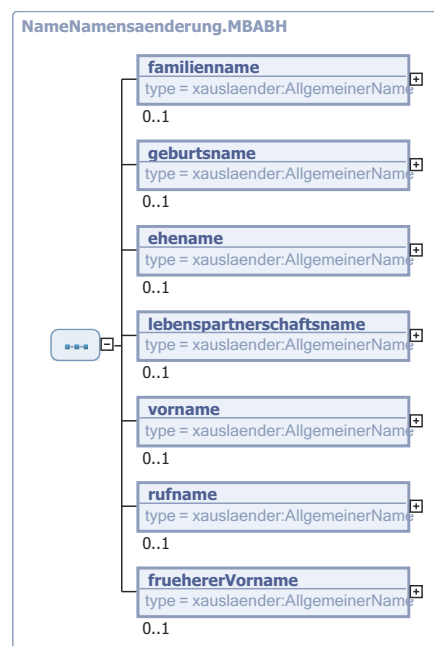 NameNamensaenderung.MBABH
familienname
type = xauslaender:AllgemeinerName
0..1
geburtsname
type = xauslaender:AllgemeinerName
0..1
ehename
type = xauslaender:AllgemeinerName
0..1
lebenspartnerschaftsname
type = xauslaender:AllgemeinerName
0..1
vorname
type = xauslaender:AllgemeinerName
0..1
rufname
type = xauslaender:AllgemeinerName
0..1
fruehererVorname
type = xauslaender:AllgemeinerName
0..1